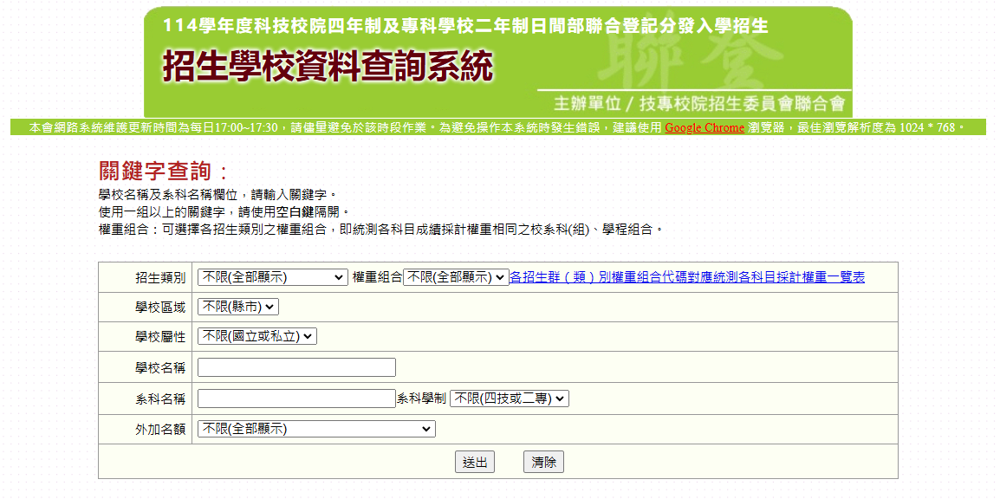 114學年度科技校院四年制及專科學校二年制日間部聯合登記分發入學招生
聯登
招生學校資料查詢系統
主辦單位 / 技專校院招生委員會聯合會
本會網路系統維護更新時間為每日17:00~17:30，請儘量避免於該時段作業。為避免操作本系統時發生錯誤，建議使用 Google Chrome 瀏覽器，最佳瀏覽解析度為 1024 * 768。
關鍵字查詢：
學校名稱及系科名稱欄位，請輸入關鍵字。
使用一組以上的關鍵字，請使用空白鍵隔開。
權重組合：可選擇各招生類別之權重組合，即統測各科目成績採計權重相同之校系科(組)、學程組合。
招生類別 不限(全部顯示) 權重組合 不限(全部顯示) 各招生群（類）別權重組合代碼對應統測各科目採計權重一覽表
學校區域 不限(縣市)
學校屬性 不限(國立或私立)
學校名稱
系科名稱 系科學制 不限(四技或二專)
外加名額 不限(全部顯示)
送出 清除